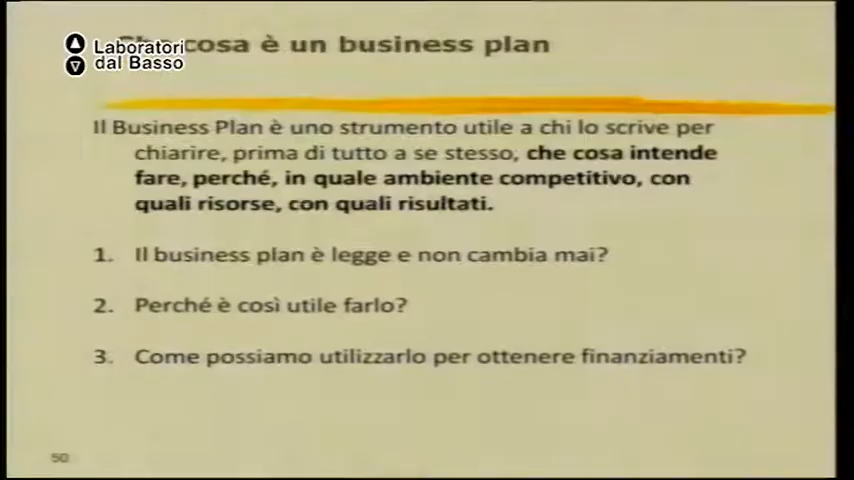 Laboratori
dal Basso
cosa è un business plan
Il Business Plan è uno strumento utile a chi lo scrive per
chiarire, prima di tutto a se stesso, che cosa intende
fare, perché, in quale ambiente competitivo, con
quali risorse, con quali risultati.
1. Il business plan è legge e non cambia mai?
2. Perché è così utile farlo?
3. Come possiamo utilizzarlo per ottenere finanziamenti?
50